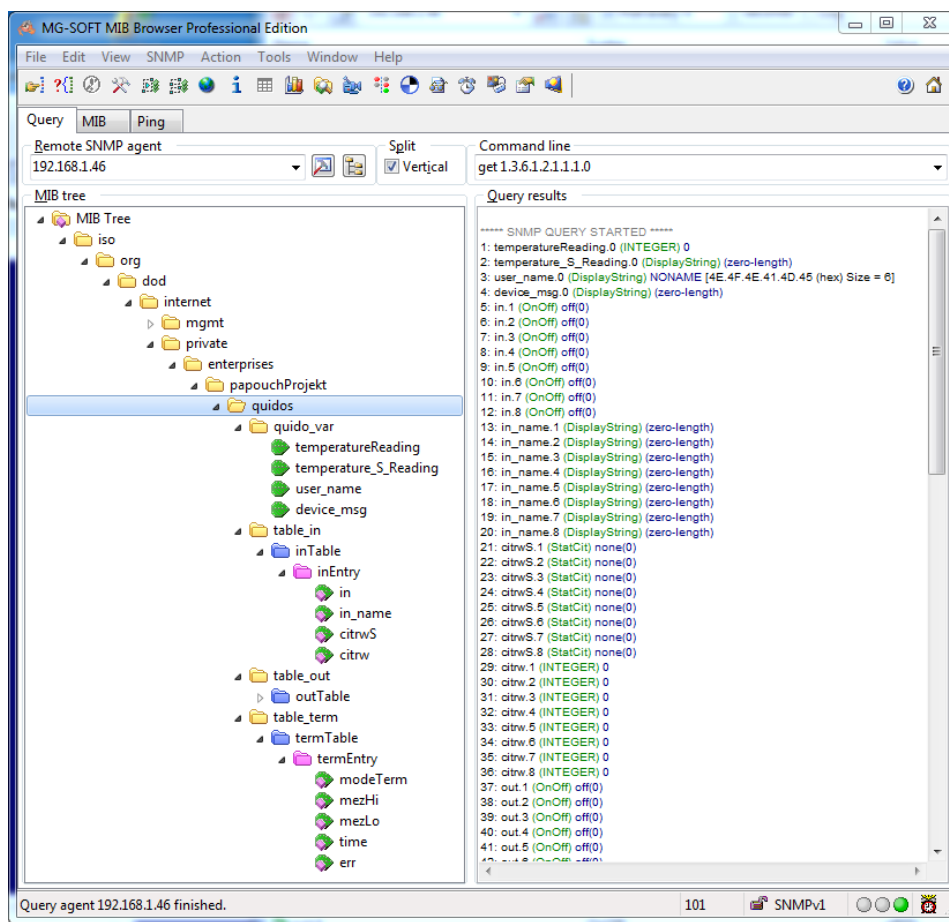 MG-SOFT MIB Browser Professional Edition
File Edit View SNMP Action Tools Window Help
Query MIB Ping
Remote SNMP agent
192.168.1.46
Split
Vertical
Command line
get 1.3.6.1.2.1.1.1.0
MIB tree
MIB Tree
iso
org
dod
internet
mgmt
private
enterprises
papouchProjekt
quidos
quido_var
temperatureReading
temperature_S_Reading
user_name
device_msg
table_in
inTable
inEntry
in
in_name
citrwS
citrw
table_out
outTable
table_term
termTable
termEntry
modeTerm
mezHi
mezLo
time
err
Query results
***** SNMP QUERY STARTED *****
1: temperatureReading.0 (INTEGER) 0
2: temperature_S_Reading.0 (DisplayString) (zero-length)
3: user_name.0 (DisplayString) NONAME [4E.4F.4E.41.4D.45 (hex) Size = 6]
4: device_msg.0 (DisplayString) (zero-length)
5: in.1 (OnOff) off(0)
6: in.2 (OnOff) off(0)
7: in.3 (OnOff) off(0)
8: in.4 (OnOff) off(0)
9: in.5 (OnOff) off(0)
10: in.6 (OnOff) off(0)
11: in.7 (OnOff) off(0)
12: in.8 (OnOff) off(0)
13: in_name.1 (DisplayString) (zero-length)
14: in_name.2 (DisplayString) (zero-length)
15: in_name.3 (DisplayString) (zero-length)
16: in_name.4 (DisplayString) (zero-length)
17: in_name.5 (DisplayString) (zero-length)
18: in_name.6 (DisplayString) (zero-length)
19: in_name.7 (DisplayString) (zero-length)
20: in_name.8 (DisplayString) (zero-length)
21: citrwS.1 (StatCit) none(0)
22: citrwS.2 (StatCit) none(0)
23: citrwS.3 (StatCit) none(0)
24: citrwS.4 (StatCit) none(0)
25: citrwS.5 (StatCit) none(0)
26: citrwS.6 (StatCit) none(0)
27: citrwS.7 (StatCit) none(0)
28: citrwS.8 (StatCit) none(0)
29: citrw.1 (INTEGER) 0
30: citrw.2 (INTEGER) 0
31: citrw.3 (INTEGER) 0
32: citrw.4 (INTEGER) 0
33: citrw.5 (INTEGER) 0
34: citrw.6 (INTEGER) 0
35: citrw.7 (INTEGER) 0
36: citrw.8 (INTEGER) 0
37: out.1 (OnOff) off(0)
38: out.2 (OnOff) off(0)
39: out.3 (OnOff) off(0)
40: out.4 (OnOff) off(0)
41: out.5 (OnOff) off(0)
42: out.6 (OnOff) off(0)
Query agent 192.168.1.46 finished.
101
SNMPv1